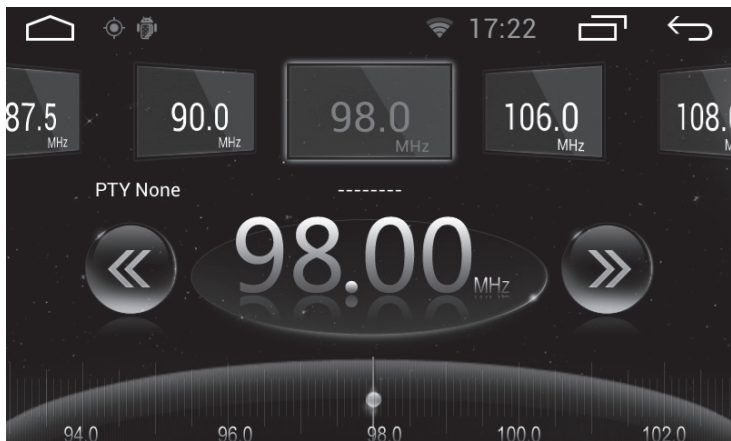 17:22
87.5 MHz
90.0 MHz
98.0 MHz
106.0 MHz
108.
PTY None
--------
98.00 MHz
94.0 96.0 98.0 100.0 102.0